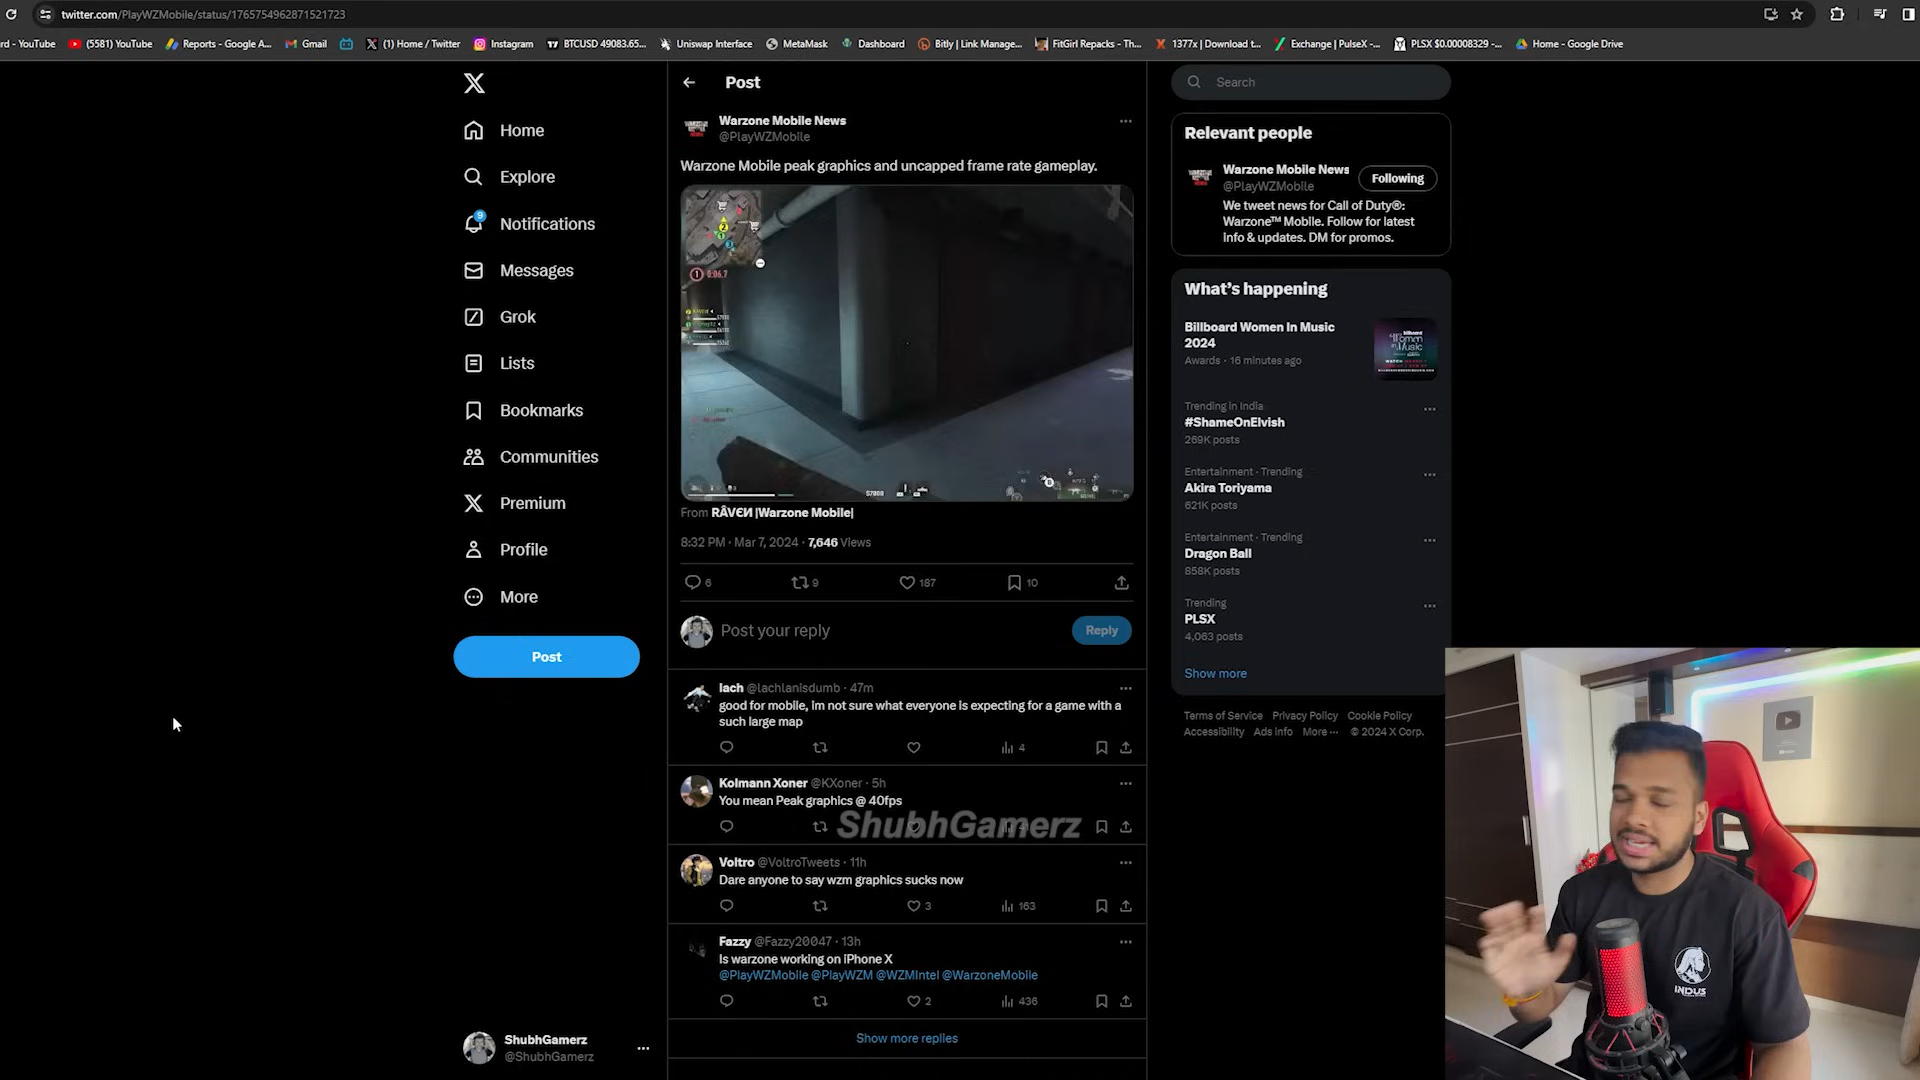 twitter.com/PlayWZMobile/status/1765754962871521723
rd - YouTube
(5581) YouTube
Reports - Google A...
Gmail
(1) Home / Twitter
Instagram
BTCUSD 49083.65...
Uniswap Interface
MetaMask
Dashboard
Bitly | Link Manage...
FitGirl Repacks - Th...
1377x | Download t...
Exchange | PulseX -...
PLSX $0.00008329 -...
Home - Google Drive
Home
Explore
9
Notifications
Messages
Grok
Lists
Bookmarks
Communities
Premium
Profile
More
Post
ShubhGamerz
@ShubhGamerz
Post
Warzone Mobile News
@PlayWZMobile
Warzone Mobile peak graphics and uncapped frame rate gameplay.
From RÂVЄИ |Warzone Mobile|
8:32 PM · Mar 7, 2024 · 7,646 Views
6
9
187
10
Post your reply
Reply
lach @lachlanisdumb · 47m
good for mobile, im not sure what everyone is expecting for a game with a
such large map
4
Kolmann Xoner @KXoner · 5h
You mean Peak graphics @ 40fps
ShubhGamerz
Voltro @VoltroTweets · 11h
Dare anyone to say wzm graphics sucks now
3
163
Fazzy @Fazzy20047 · 13h
Is warzone working on iPhone X
@PlayWZMobile @PlayWZM @WZMIntel @WarzoneMobile
2
436
Show more replies
Search
Relevant people
Warzone Mobile News
@PlayWZMobile
Following
We tweet news for Call of Duty®:
Warzone™ Mobile. Follow for latest
info & updates. DM for promos.
What's happening
Billboard Women In Music
2024
Awards · 16 minutes ago
Trending in India
#ShameOnElvish
269K posts
Entertainment · Trending
Akira Toriyama
621K posts
Entertainment · Trending
Dragon Ball
858K posts
Trending
PLSX
4,063 posts
Show more
Terms of Service Privacy Policy Cookie Policy
Accessibility Ads info More ··· © 2024 X Corp.
INDUS